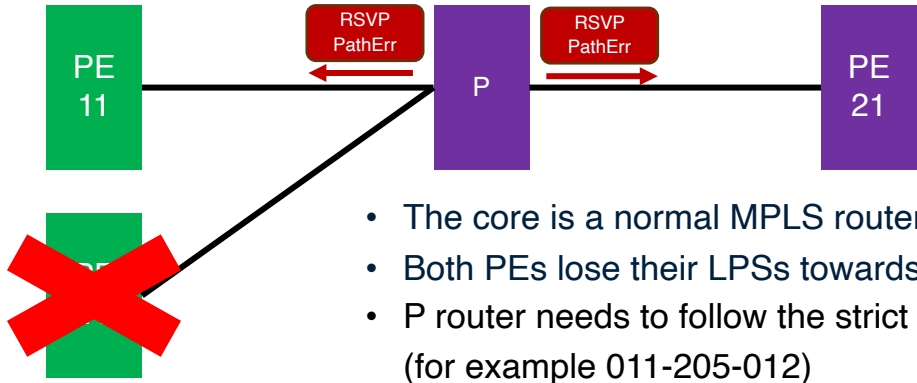 RSVP
PathErr
RSVP
PathErr
PE
11
P
PE
21
• The core is a normal MPLS router
• Both PEs lose their LPSs towards
• P router needs to follow the strict
(for example 011-205-012)